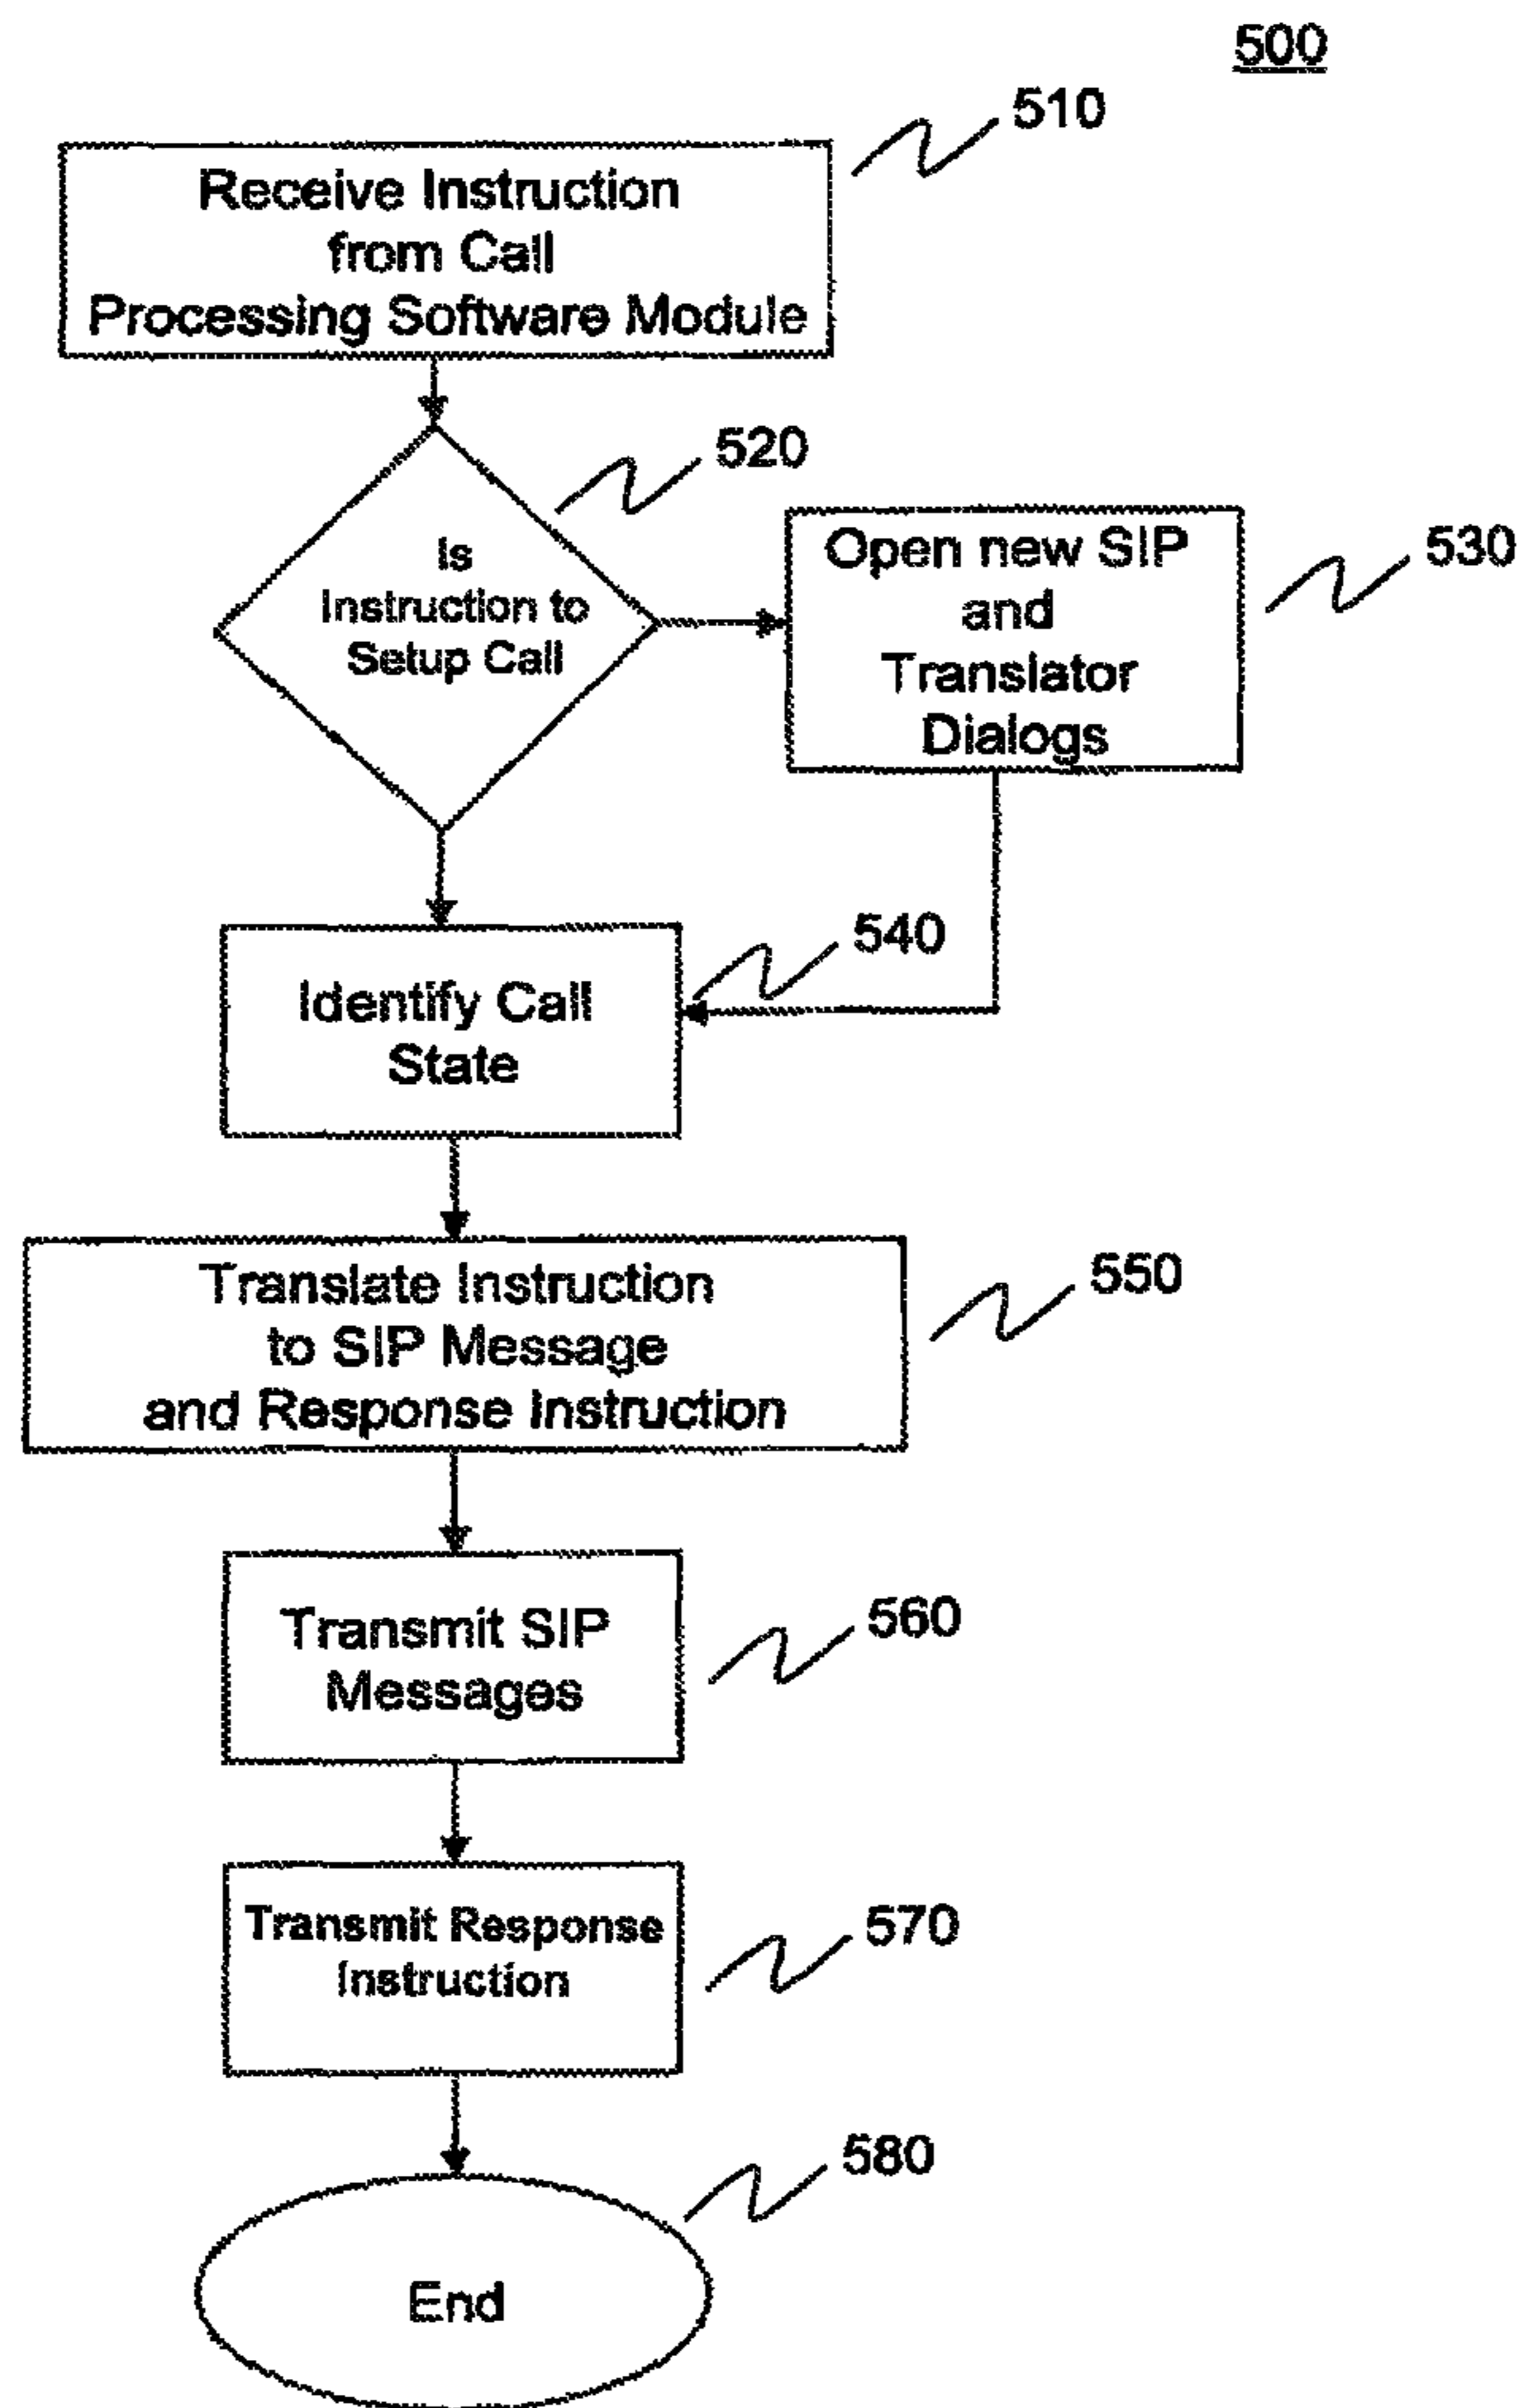 500
510
Receive Instruction
from Call
Processing Software Module
520
Is
Instruction to
Setup Call
530
Open new SIP
and
Translator
Dialogs
540
Identify Call
State
550
Translate Instruction
to SIP Message
and Response Instruction
560
Transmit SIP
Messages
570
Transmit Response
Instruction
580
End